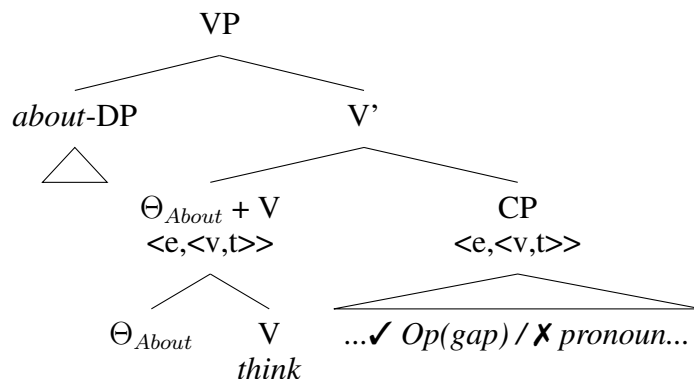 VP
about-DP V’
Θ_About + V CP
<e,<v,t>> <e,<v,t>>
Θ_About V ...✓ Op(gap) / ✗ pronoun...
think